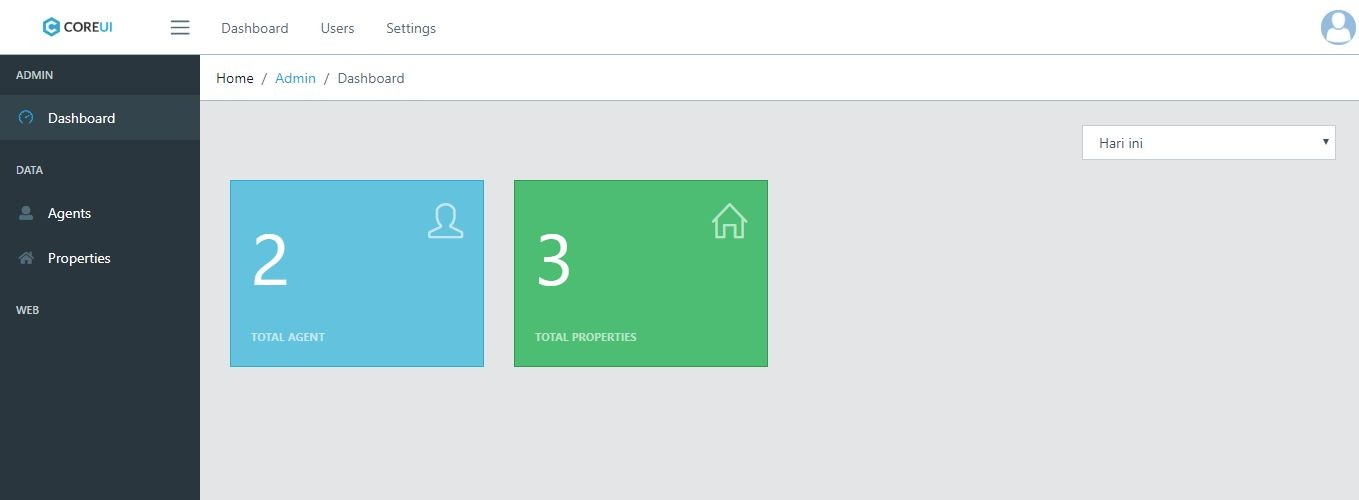 COREUI
Dashboard Users Settings
ADMIN
Home / Admin / Dashboard
Dashboard
Hari ini
DATA
Agents
Properties
WEB
2
TOTAL AGENT
3
TOTAL PROPERTIES